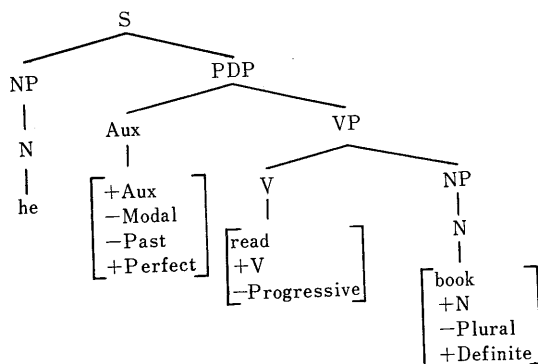 S
NP PDP
N Aux VP
he
+Aux
−Modal
−Past
+Perfect
V NP
read
+V
−Progressive
N
book
+N
−Plural
+Definite